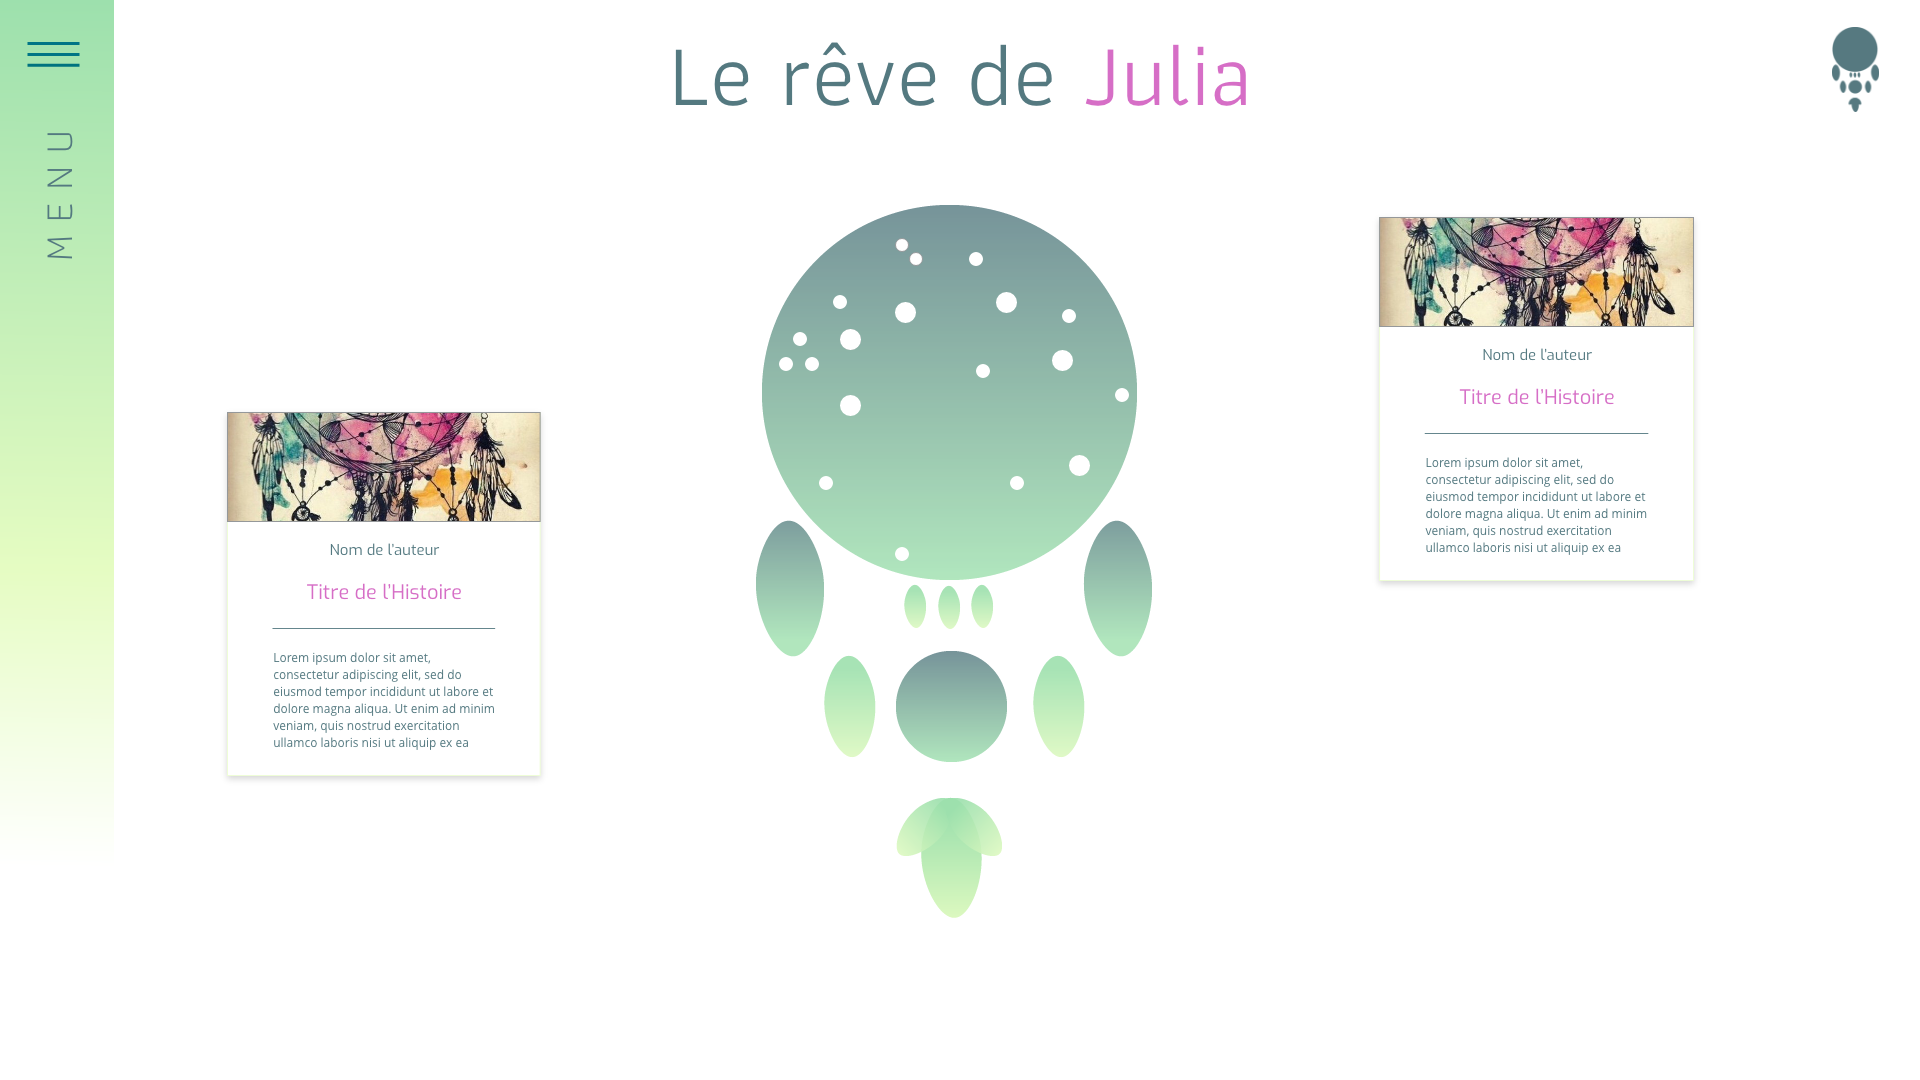 Le rêve de Julia
MENU
Nom de l'auteur
Titre de l'Histoire
Lorem ipsum dolor sit amet,
consectetur adipiscing elit, sed do
eiusmod tempor incididunt ut labore et
dolore magna aliqua. Ut enim ad minim
veniam, quis nostrud exercitation
ullamco laboris nisi ut aliquip ex ea
Nom de l'auteur
Titre de l'Histoire
Lorem ipsum dolor sit amet,
consectetur adipiscing elit, sed do
eiusmod tempor incididunt ut labore et
dolore magna aliqua. Ut enim ad minim
veniam, quis nostrud exercitation
ullamco laboris nisi ut aliquip ex ea